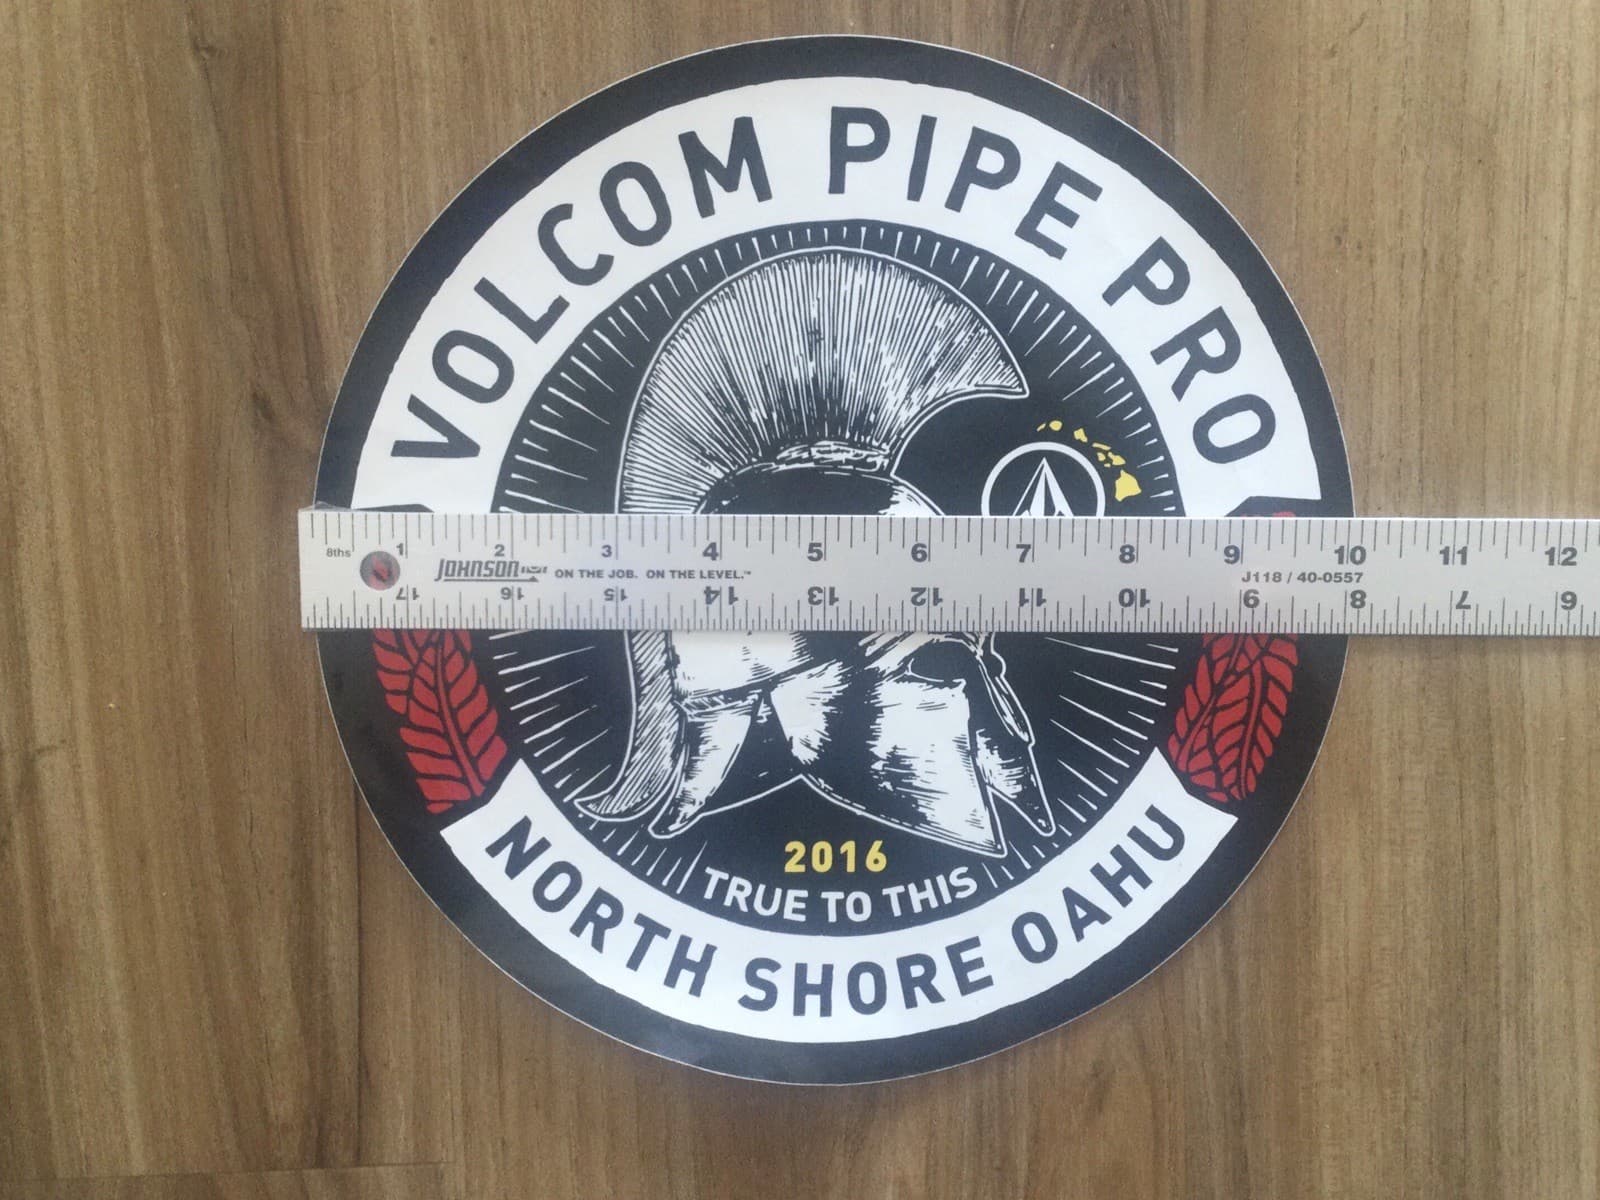 VOLCOM PIPE PRO
8ths 1 2 3 4 5 6 7 8 9 10 11 12
JOHNSON ON THE JOB. ON THE LEVEL.™ J118 / 40-0557
17 16 15 14 13 12 11 10 9 8 7 6
2016
TRUE TO THIS
NORTH SHORE OAHU